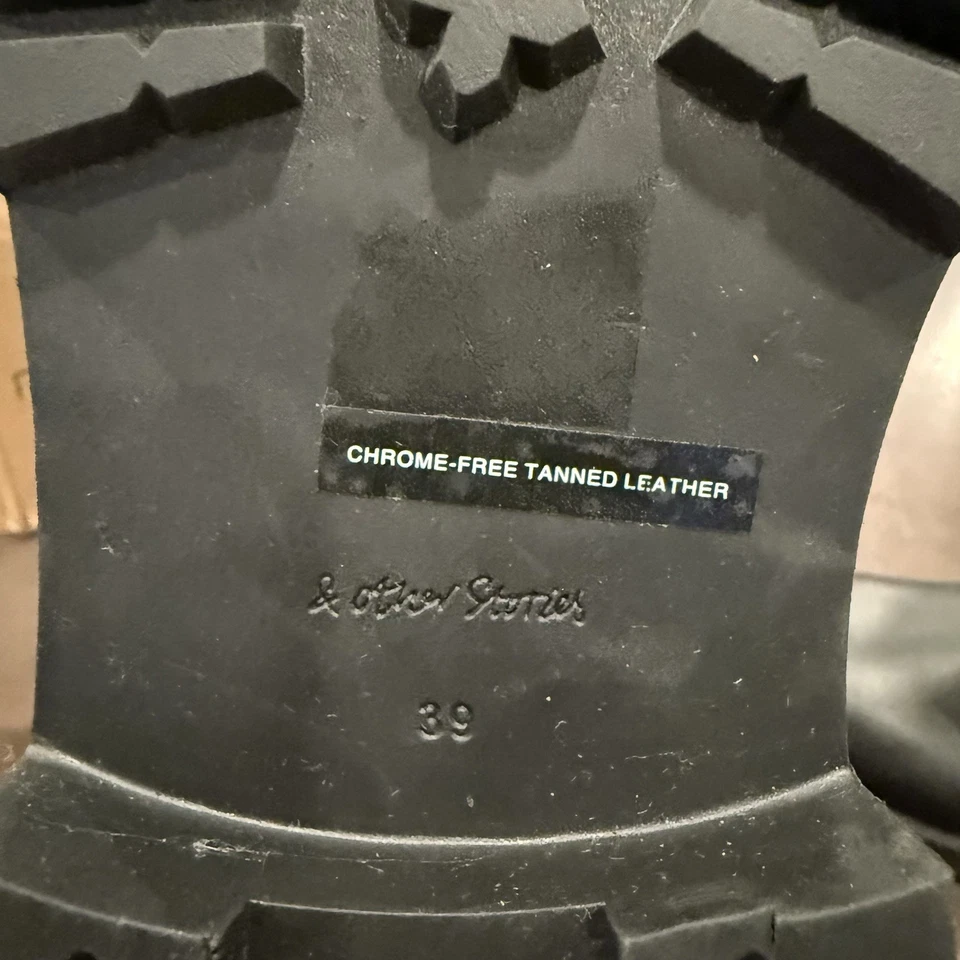 CHROME-FREE TANNED LEATHER
& other Stories
39